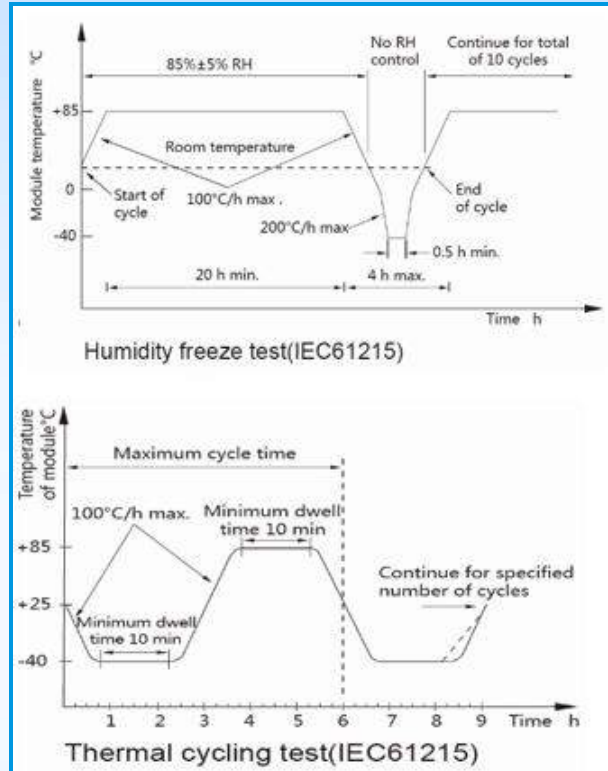 Module temperature °C
No RH
control
Continue for total
of 10 cycles
85%±5% RH
+85
Room temperature
Start of
cycle
100°C/h max .
End
of cycle
0
200°C/h max
-40
0.5 h min.
20 h min.
4 h max.
Time h
Humidity freeze test(IEC61215)
Temperature
of module°C
Maximum cycle time
100°C/h max.
Minimum dwell
time 10 min
+85
Continue for specified
number of cycles
+25
Minimum dwell
time 10 min
-40
1 2 3 4 5 6 7 8 9 Time h
Thermal cycling test(IEC61215)